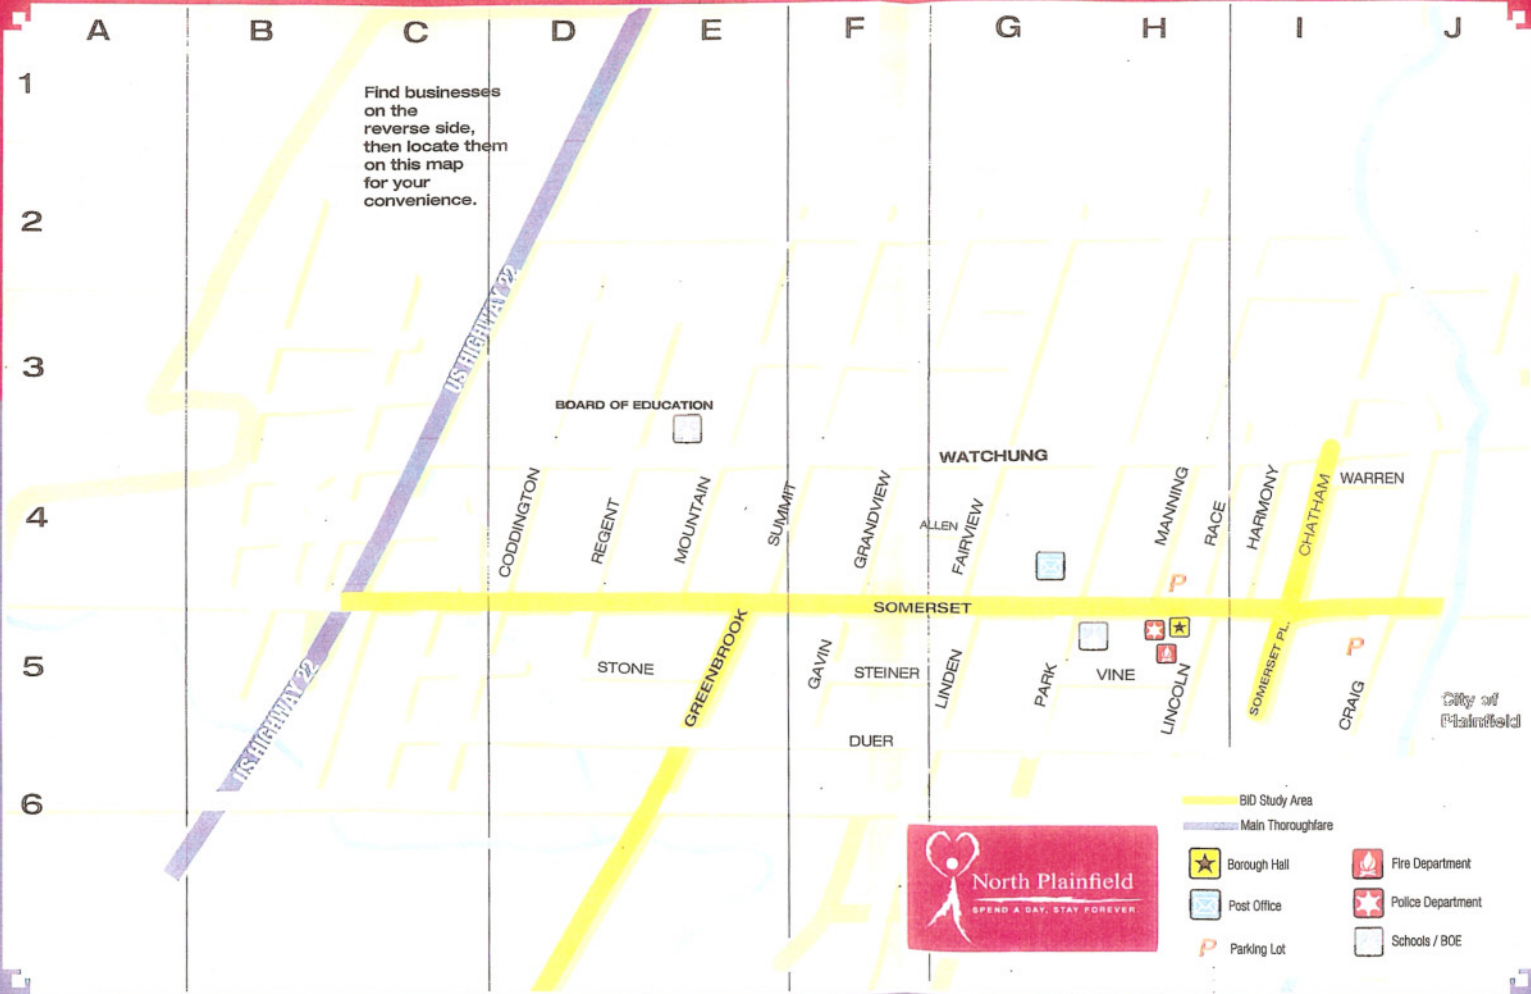 A B C D E F G H I J
1
Find businesses
on the
reverse side,
then locate them
on this map
for your
convenience.
2
US HIGHWAY 22
3
BOARD OF EDUCATION
WATCHUNG
4
CODDINGTON
REGENT
MOUNTAIN
SUMMIT
GRANDVIEW
ALLEN
FAIRVIEW
MANNING
RACE
HARMONY
CHATHAM
WARREN
P
SOMERSET
5
US HIGHWAY 22
STONE
GREENBROOK
GAVIN
STEINER
LINDEN
PARK
VINE
LINCOLN
SOMERSET PL.
P
CRAIG
City of
Plainfield
DUER
6
BID Study Area
Main Thoroughfare
Borough Hall
Fire Department
Post Office
Police Department
P Parking Lot
Schools / BOE
North Plainfield
SPEND A DAY, STAY FOREVER